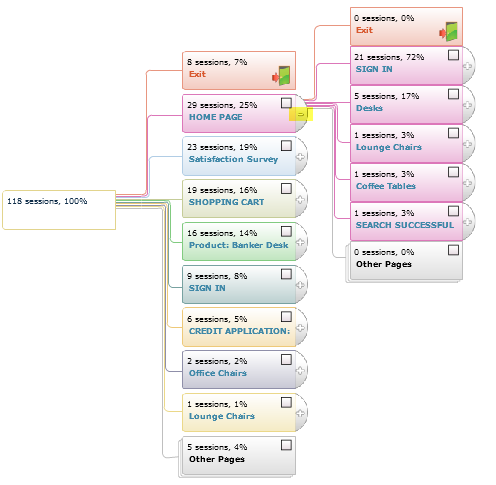 118 sessions, 100%
8 sessions, 7%
Exit
29 sessions, 25%
HOME PAGE
23 sessions, 19%
Satisfaction Survey
19 sessions, 16%
SHOPPING CART
16 sessions, 14%
Product: Banker Desk
9 sessions, 8%
SIGN IN
6 sessions, 5%
CREDIT APPLICATION:
2 sessions, 2%
Office Chairs
1 sessions, 1%
Lounge Chairs
5 sessions, 4%
Other Pages
0 sessions, 0%
Exit
21 sessions, 72%
SIGN IN
5 sessions, 17%
Desks
1 sessions, 3%
Lounge Chairs
1 sessions, 3%
Coffee Tables
1 sessions, 3%
SEARCH SUCCESSFUL
0 sessions, 0%
Other Pages